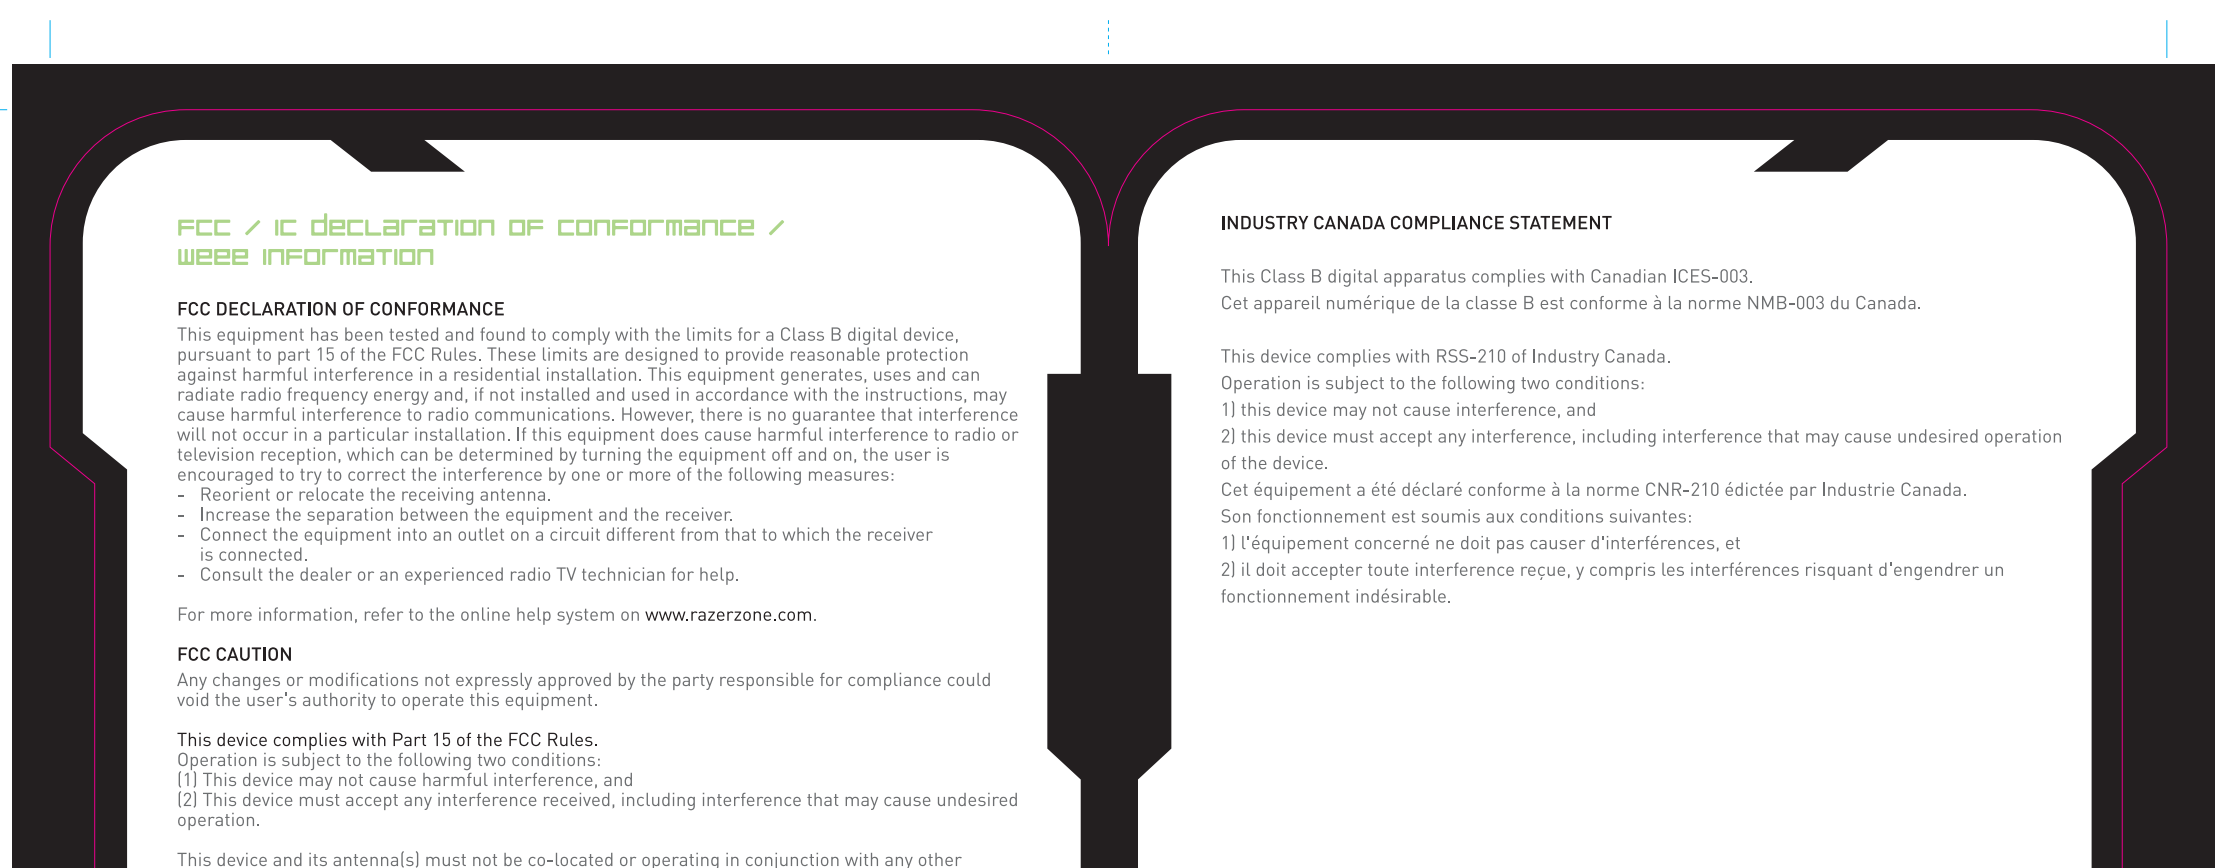 FCC / IC declaration of conformance /
WEEE information
FCC DECLARATION OF CONFORMANCE
This equipment has been tested and found to comply with the limits for a Class B digital device,
pursuant to part 15 of the FCC Rules. These limits are designed to provide reasonable protection
against harmful interference in a residential installation. This equipment generates, uses and can
radiate radio frequency energy and, if not installed and used in accordance with the instructions, may
cause harmful interference to radio communications. However, there is no guarantee that interference
will not occur in a particular installation. If this equipment does cause harmful interference to radio or
television reception, which can be determined by turning the equipment off and on, the user is
encouraged to try to correct the interference by one or more of the following measures:
- Reorient or relocate the receiving antenna.
- Increase the separation between the equipment and the receiver.
- Connect the equipment into an outlet on a circuit different from that to which the receiver
is connected.
- Consult the dealer or an experienced radio TV technician for help.
For more information, refer to the online help system on www.razerzone.com.
FCC CAUTION
Any changes or modifications not expressly approved by the party responsible for compliance could
void the user's authority to operate this equipment.
This device complies with Part 15 of the FCC Rules.
Operation is subject to the following two conditions:
(1) This device may not cause harmful interference, and
(2) This device must accept any interference received, including interference that may cause undesired
operation.
This device and its antenna(s) must not be co-located or operating in conjunction with any other
INDUSTRY CANADA COMPLIANCE STATEMENT
This Class B digital apparatus complies with Canadian ICES-003.
Cet appareil numérique de la classe B est conforme à la norme NMB-003 du Canada.
This device complies with RSS-210 of Industry Canada.
Operation is subject to the following two conditions:
1) this device may not cause interference, and
2) this device must accept any interference, including interference that may cause undesired operation
of the device.
Cet équipement a été déclaré conforme à la norme CNR-210 édictée par Industrie Canada.
Son fonctionnement est soumis aux conditions suivantes:
1) l'équipement concerné ne doit pas causer d'interférences, et
2) il doit accepter toute interference reçue, y compris les interférences risquant d'engendrer un
fonctionnement indésirable.